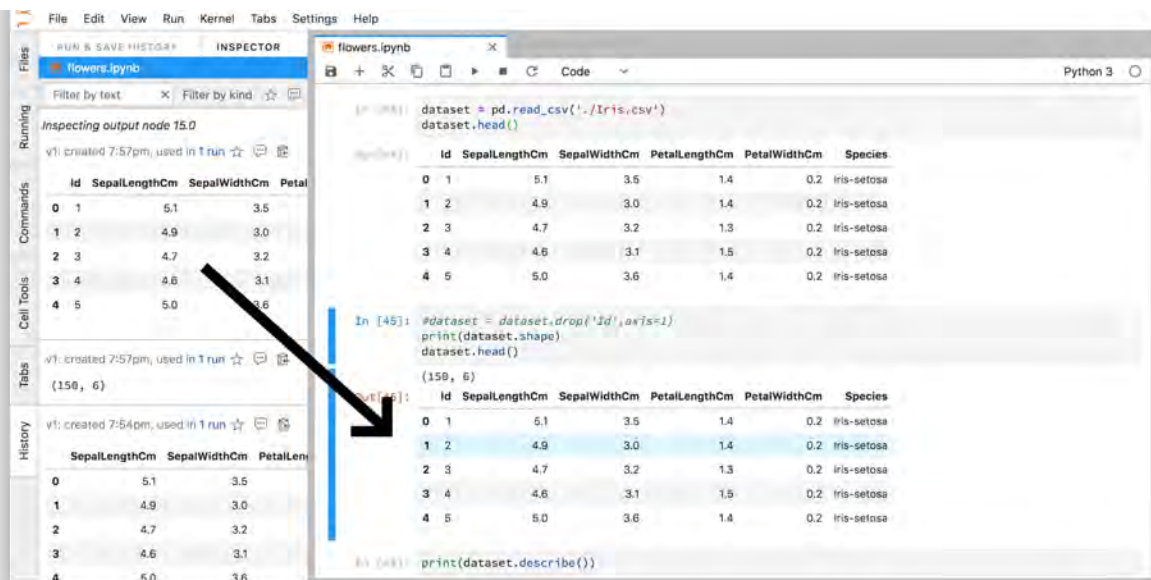 File Edit View Run Kernel Tabs Settings Help
RUN & SAVE HISTORY INSPECTOR
flowers.ipynb
Filter by text × Filter by kind
Inspecting output node 15.0
v1: created 7:57pm, used in 1 run
Id SepalLengthCm SepalWidthCm Petal
0 1 5.1 3.5
1 2 4.9 3.0
2 3 4.7 3.2
3 4 4.6 3.1
4 5 5.0 3.6
v1: created 7:57pm, used in 1 run
(150, 6)
v1: created 7:54pm, used in 1 run
SepalLengthCm SepalWidthCm PetalLen
0 5.1 3.5
1 4.9 3.0
2 4.7 3.2
3 4.6 3.1
4 5.0 3.6
Files
Running
Commands
Cell Tools
Tabs
History
flowers.ipynb ×
Code
Python 3
dataset = pd.read_csv('./Iris.csv')
dataset.head()
Id SepalLengthCm SepalWidthCm PetalLengthCm PetalWidthCm Species
0 1 5.1 3.5 1.4 0.2 Iris-setosa
1 2 4.9 3.0 1.4 0.2 Iris-setosa
2 3 4.7 3.2 1.3 0.2 Iris-setosa
3 4 4.6 3.1 1.5 0.2 Iris-setosa
4 5 5.0 3.6 1.4 0.2 Iris-setosa
In [45]: #dataset = dataset.drop('Id',axis=1)
print(dataset.shape)
dataset.head()
(150, 6)
Id SepalLengthCm SepalWidthCm PetalLengthCm PetalWidthCm Species
0 1 5.1 3.5 1.4 0.2 Iris-setosa
1 2 4.9 3.0 1.4 0.2 Iris-setosa
2 3 4.7 3.2 1.3 0.2 Iris-setosa
3 4 4.6 3.1 1.5 0.2 Iris-setosa
4 5 5.0 3.6 1.4 0.2 Iris-setosa
print(dataset.describe())